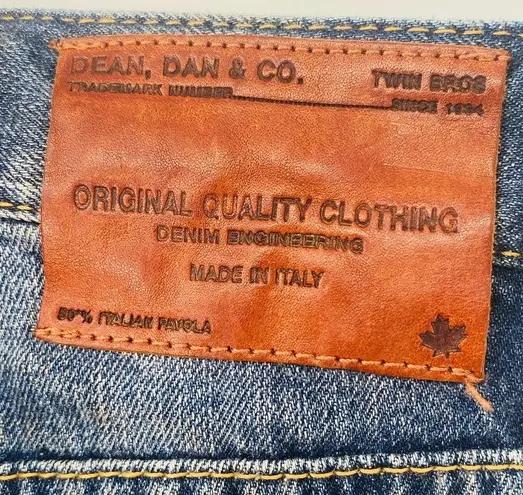 DEAN, DAN & CO.
TWIN BROS
TRADEMARK NUMBER
SINCE 1964
ORIGINAL QUALITY CLOTHING
DENIM ENGINEERING
MADE IN ITALY
ITALIAN